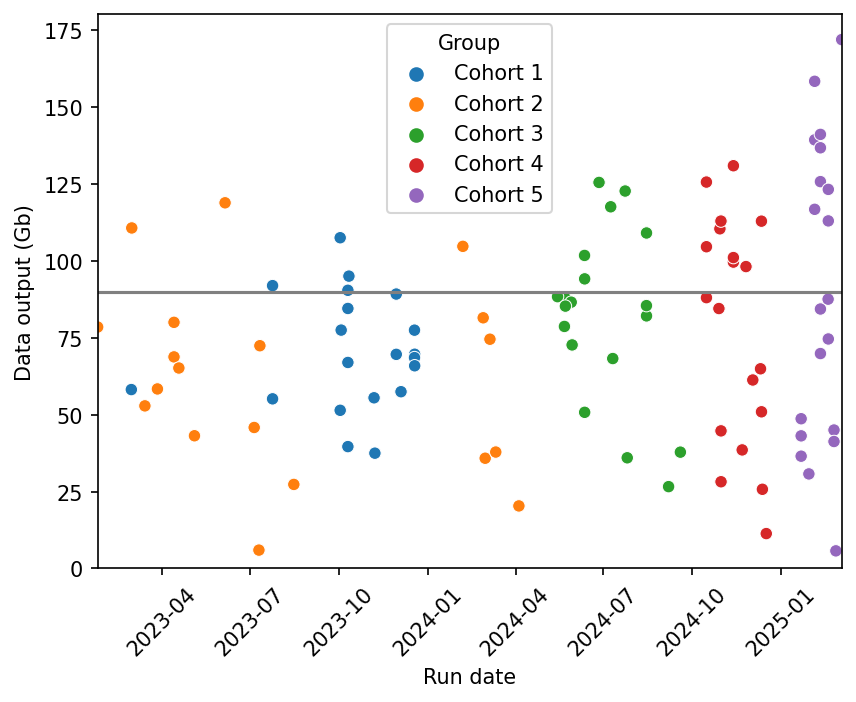 175
150
125
100
75
50
25
0
Data output (Gb)
Group
Cohort 1
Cohort 2
Cohort 3
Cohort 4
Cohort 5
2023-04
2023-07
2023-10
2024-01
2024-04
2024-07
2024-10
2025-01
Run date